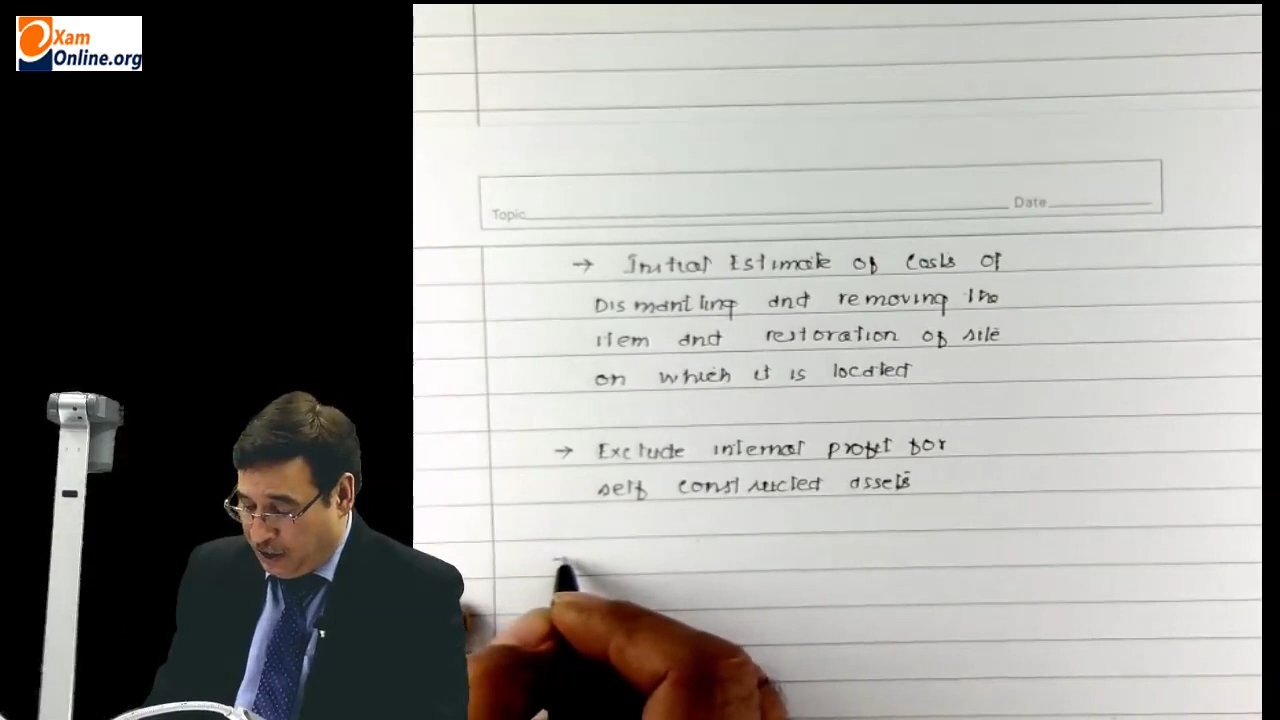 Xam
Online.org
Topic
Date
→ Initial Estimate of Costs of
Dismantling and removing the
item and restoration of site
on which it is located
→ Exclude internal profit for
self constructed assets